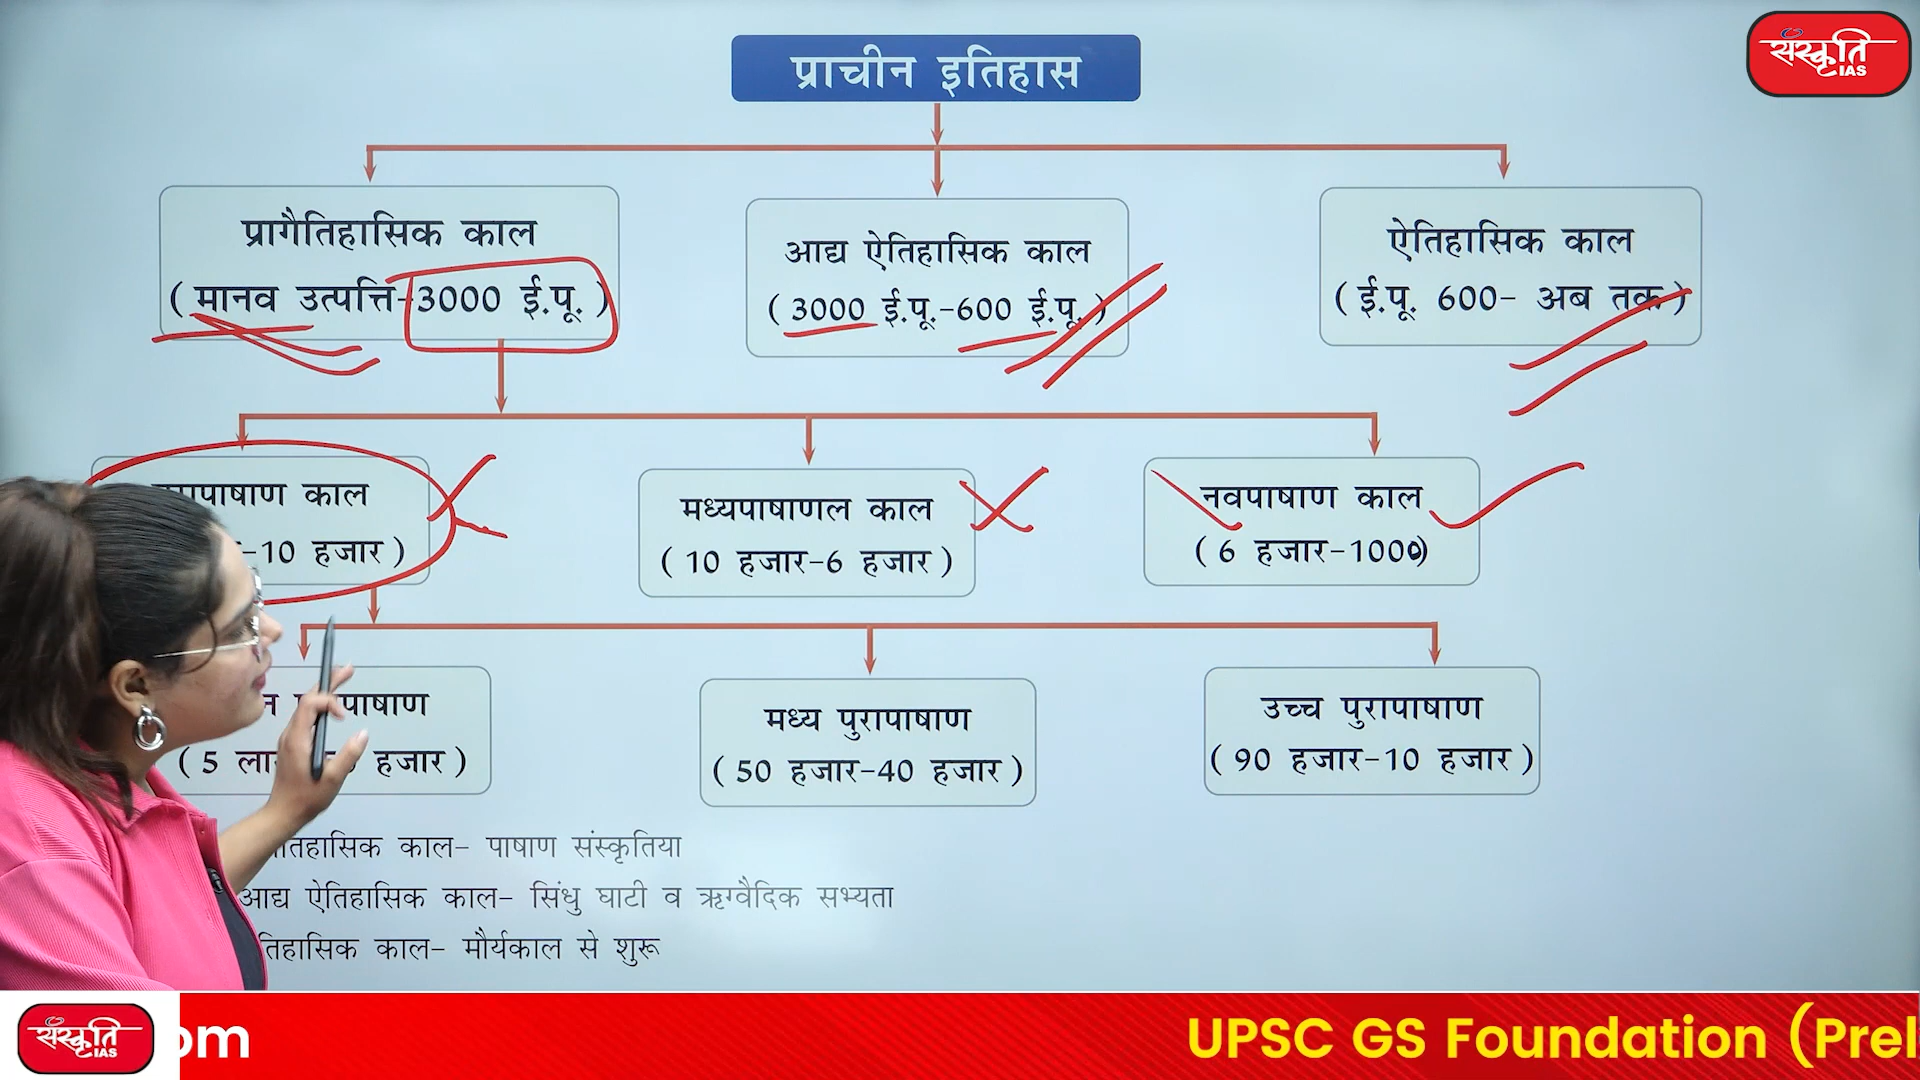 संस्कृति
IAS
प्राचीन इतिहास
प्रागैतिहासिक काल
( मानव उत्पत्ति-3000 ई.पू. )
आद्य ऐतिहासिक काल
( 3000 ई.पू.-600 ई.पू. )
ऐतिहासिक काल
( ई.पू. 600- अब तक )
काल
-10 हजार )
मध्यपाषाणल काल
( 10 हजार-6 हजार )
नवपाषाण काल
( 6 हजार-1000 )
( 5 हजार )
मध्य पुरापाषाण
( 50 हजार-40 हजार )
उच्च पुरापाषाण
( 90 हजार-10 हजार )
काल- पाषाण संस्कृतिया
आद्य ऐतिहासिक काल- सिंधु घाटी व ऋग्वैदिक सभ्यता
काल- मौर्यकाल से शुरू
संस्कृति
IAS
om
UPSC GS Foundation (Prel